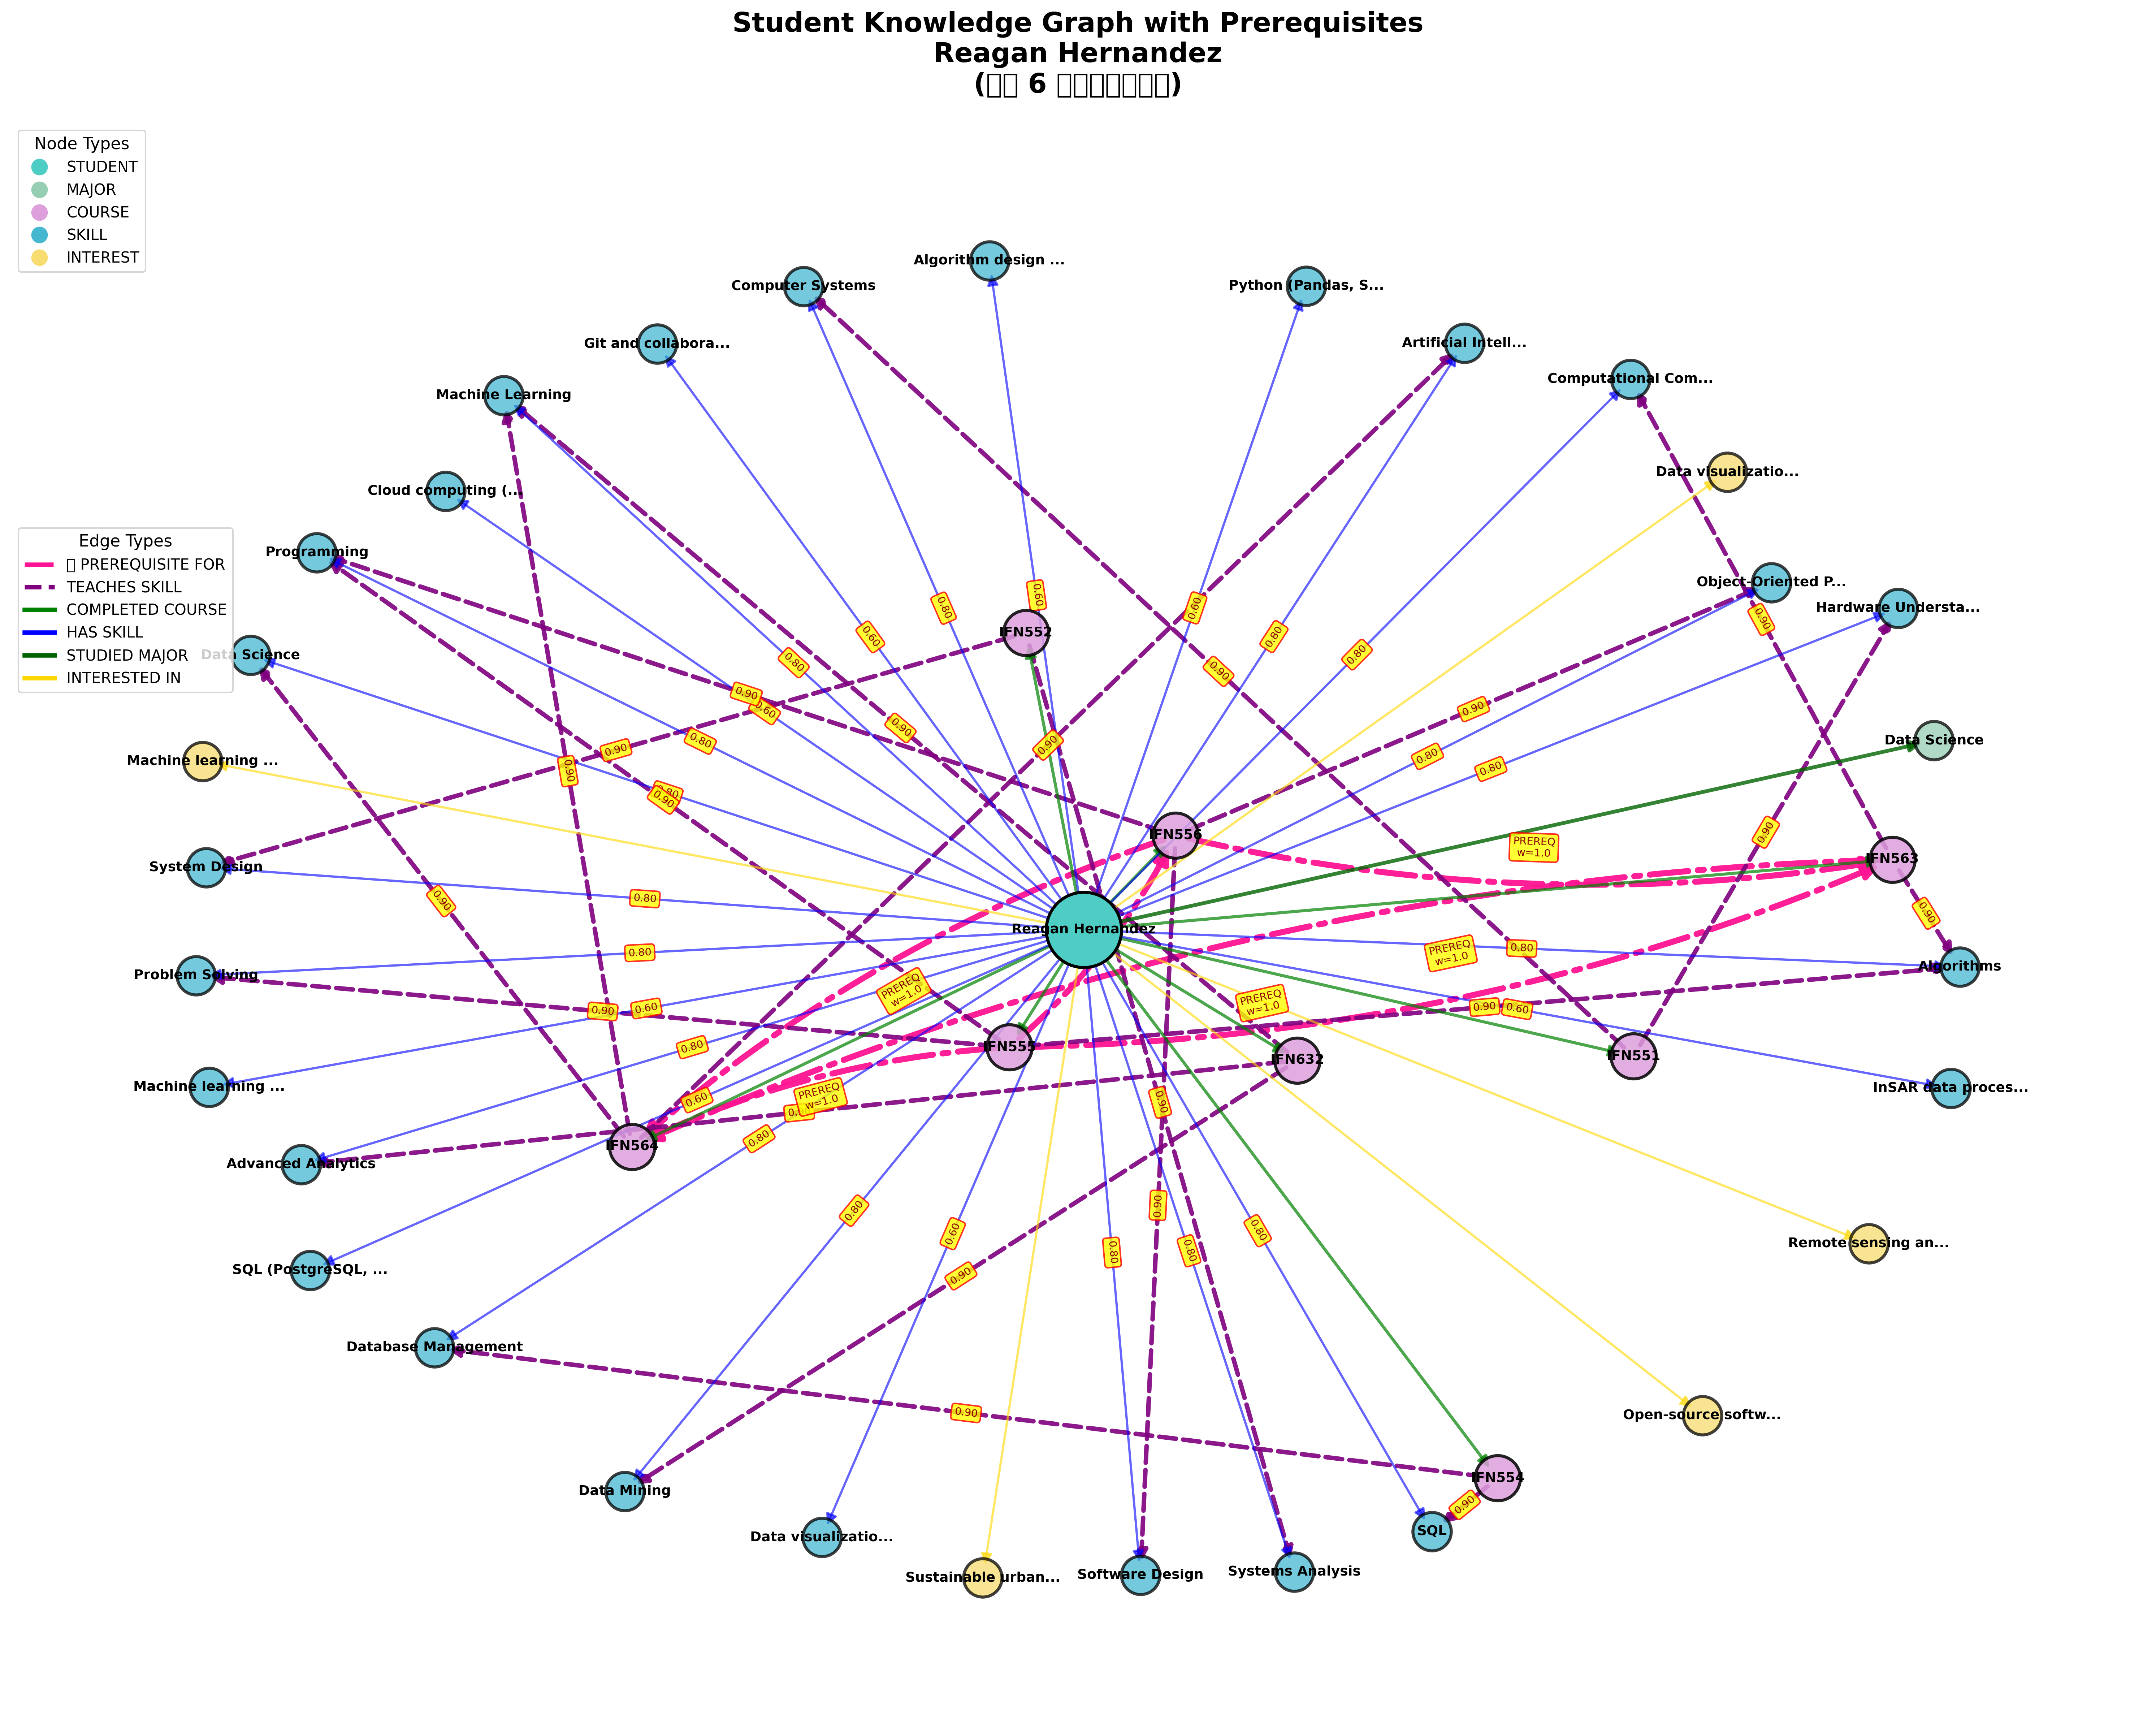 Student Knowledge Graph with Prerequisites
Reagan Hernandez
(□□ 6 □□□□□□□)
Node Types
STUDENT
MAJOR
COURSE
SKILL
INTEREST
Algorithm design ...
Computer Systems
Python (Pandas, S...
Git and collabora...
Artificial Intell...
Computational Com...
Machine Learning
Data visualizatio...
Cloud computing (...
Edge Types
□ PREREQUISITE FOR
TEACHES SKILL
COMPLETED COURSE
HAS SKILL
STUDIED MAJOR
INTERESTED IN
Programming
Object-Oriented P...
Hardware Understa...
0.60
0.80
0.60
0.60
0.90
IFN552
0.80
0.80
0.80
0.80
Data Science
0.90
0.90
0.60
0.90
0.90
0.80
0.90
0.90
0.80
0.80
Data Science
Machine learning ...
0.90
0.80
0.90
0.90
IFN556
PREREQ
w=1.0
IFN563
System Design
0.80
0.90
0.90
Reagan Hernandez
Problem Solving
0.80
PREREQ
w=1.0
0.80
Algorithms
PREREQ
w=1.0
PREREQ
w=1.0
0.90
0.60
0.90
0.60
0.80
IFN555
IFN632
IFN551
Machine learning ...
InSAR data proces...
0.60
PREREQ
w=1.0
0.90
0.80
IFN564
Advanced Analytics
0.80
0.90
0.60
0.80
0.80
0.80
Remote sensing an...
SQL (PostgreSQL, ...
0.90
Database Management
0.90
Open-source softw...
IFN554
Data Mining
0.90
SQL
Data visualizatio...
Sustainable urban...
Software Design
Systems Analysis